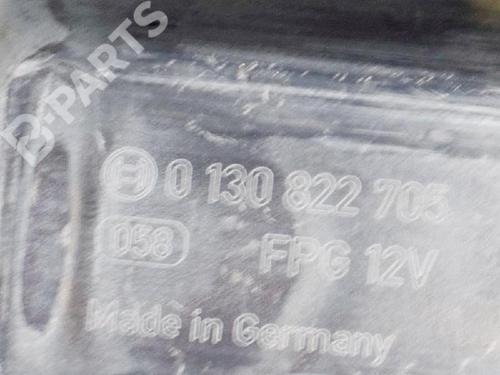 B-PARTS
0 130 822 705
058 FPG 12V
Made in Germany